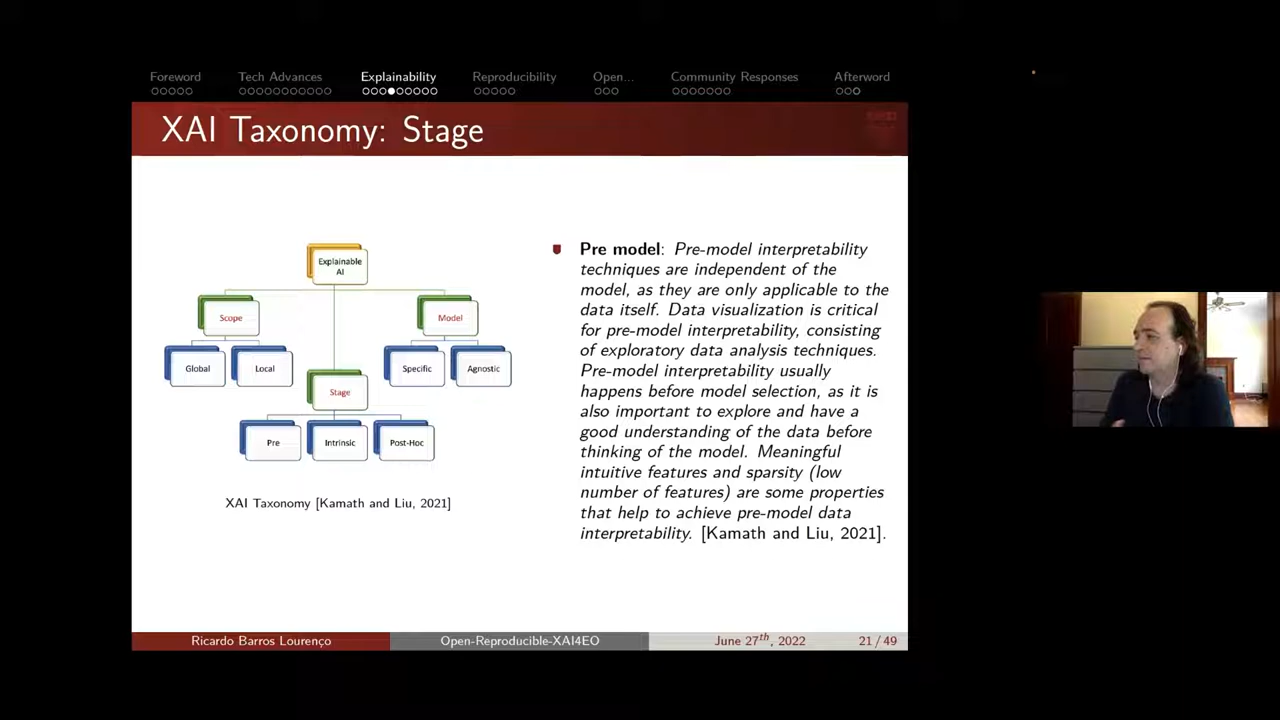 Foreword Tech Advances Explainability Reproducibility Open... Community Responses Afterword
XAI Taxonomy: Stage
Explainable
AI
Scope
Model
Global
Local
Specific
Agnostic
Stage
Pre
Intrinsic
Post-Hoc
XAI Taxonomy [Kamath and Liu, 2021]
Pre model: Pre-model interpretability
techniques are independent of the
model, as they are only applicable to the
data itself. Data visualization is critical
for pre-model interpretability, consisting
of exploratory data analysis techniques.
Pre-model interpretability usually
happens before model selection, as it is
also important to explore and have a
good understanding of the data before
thinking of the model. Meaningful
intuitive features and sparsity (low
number of features) are some properties
that help to achieve pre-model data
interpretability. [Kamath and Liu, 2021].
Ricardo Barros Lourenço Open-Reproducible-XAI4EO June 27th, 2022 21 / 49